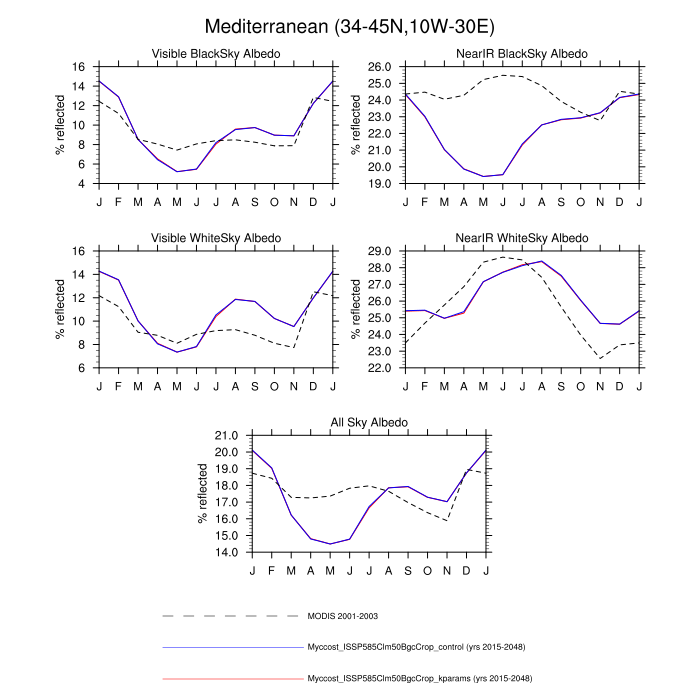 Mediterranean (34-45N,10W-30E)
Visible BlackSky Albedo
% reflected
16
14
12
10
8
6
4
J F M A M J J A S O N D J
NearIR BlackSky Albedo
% reflected
26.0
25.0
24.0
23.0
22.0
21.0
20.0
19.0
J F M A M J J A S O N D J
Visible WhiteSky Albedo
% reflected
16
14
12
10
8
6
J F M A M J J A S O N D J
NearIR WhiteSky Albedo
% reflected
29.0
28.0
27.0
26.0
25.0
24.0
23.0
22.0
J F M A M J J A S O N D J
All Sky Albedo
% reflected
21.0
20.0
19.0
18.0
17.0
16.0
15.0
14.0
J F M A M J J A S O N D J
MODIS 2001-2003
Myccost_ISSP585Clm50BgcCrop_control (yrs 2015-2048)
Myccost_ISSP585Clm50BgcCrop_kparams (yrs 2015-2048)